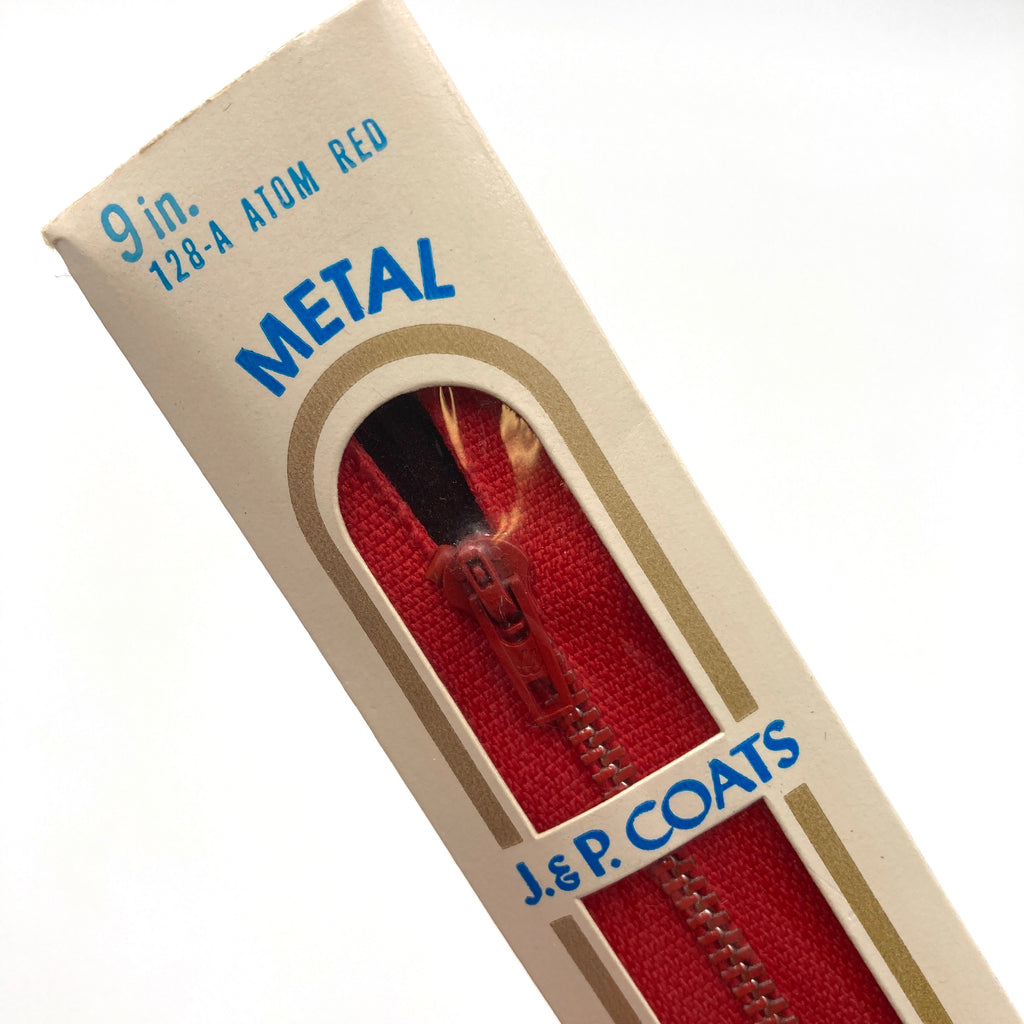 9 in.
128-A ATOM RED
METAL
J. & P. COATS